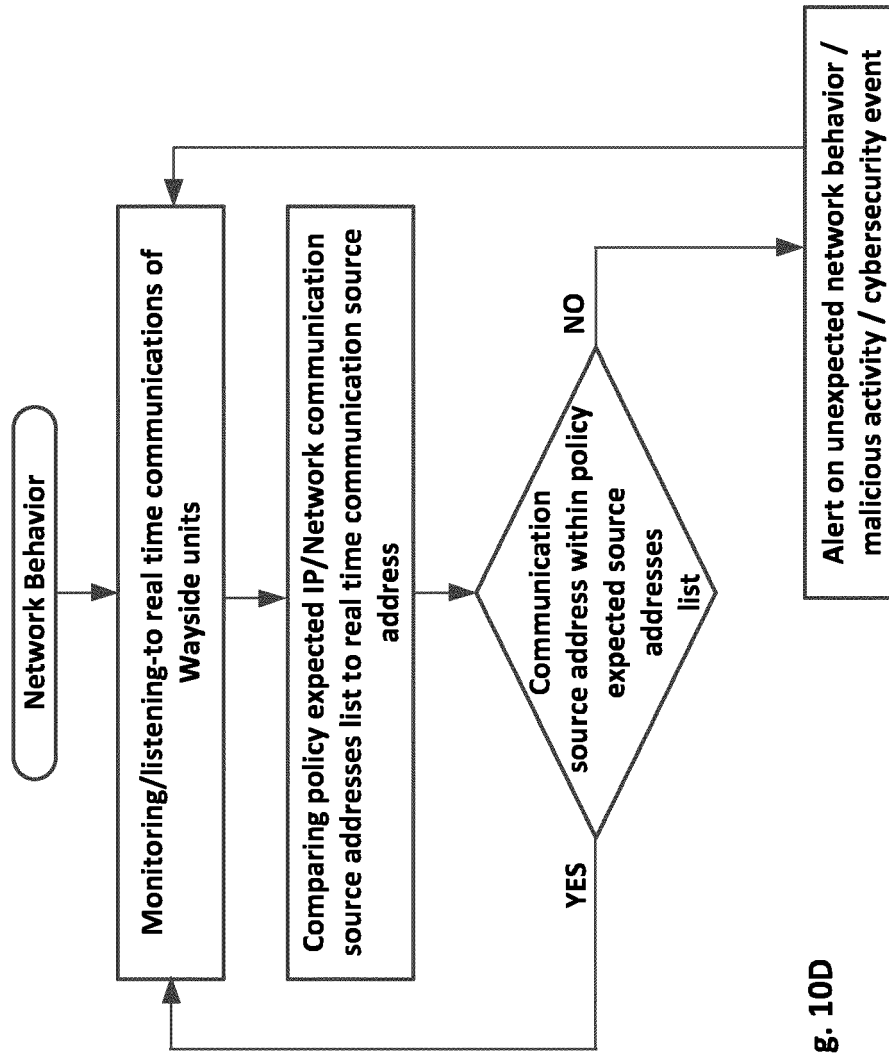 Network Behavior
Monitoring/listening-to real time communications of
Wayside units
Comparing policy expected IP/Network communication
source addresses list to real time communication source
address
Communication
source address within policy
expected source
addresses
list
YES
NO
Alert on unexpected network behavior /
malicious activity / cybersecurity event
g. 10D